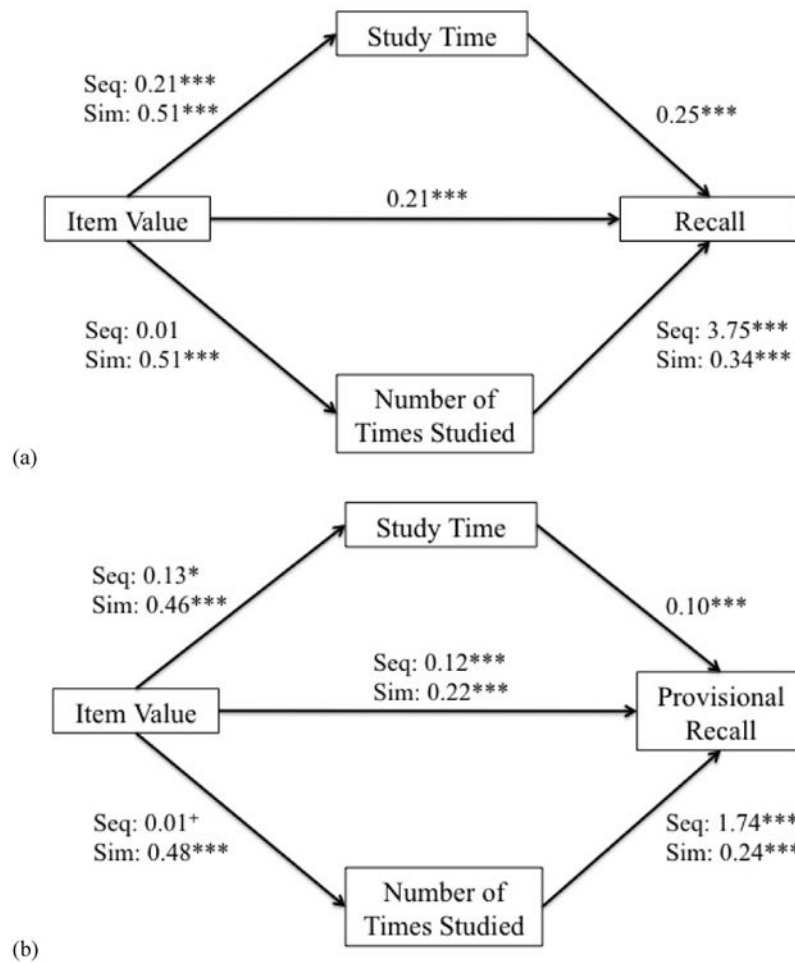 Study Time
Seq: 0.21***
Sim: 0.51***
0.25***
0.21***
Item Value
Recall
Seq: 0.01
Sim: 0.51***
Seq: 3.75***
Sim: 0.34***
Number of
Times Studied
(a)
Study Time
Seq: 0.13*
Sim: 0.46***
0.10***
Seq: 0.12***
Sim: 0.22***
Item Value
Provisional
Recall
Seq: 0.01⁺
Sim: 0.48***
Seq: 1.74***
Sim: 0.24***
Number of
Times Studied
(b)